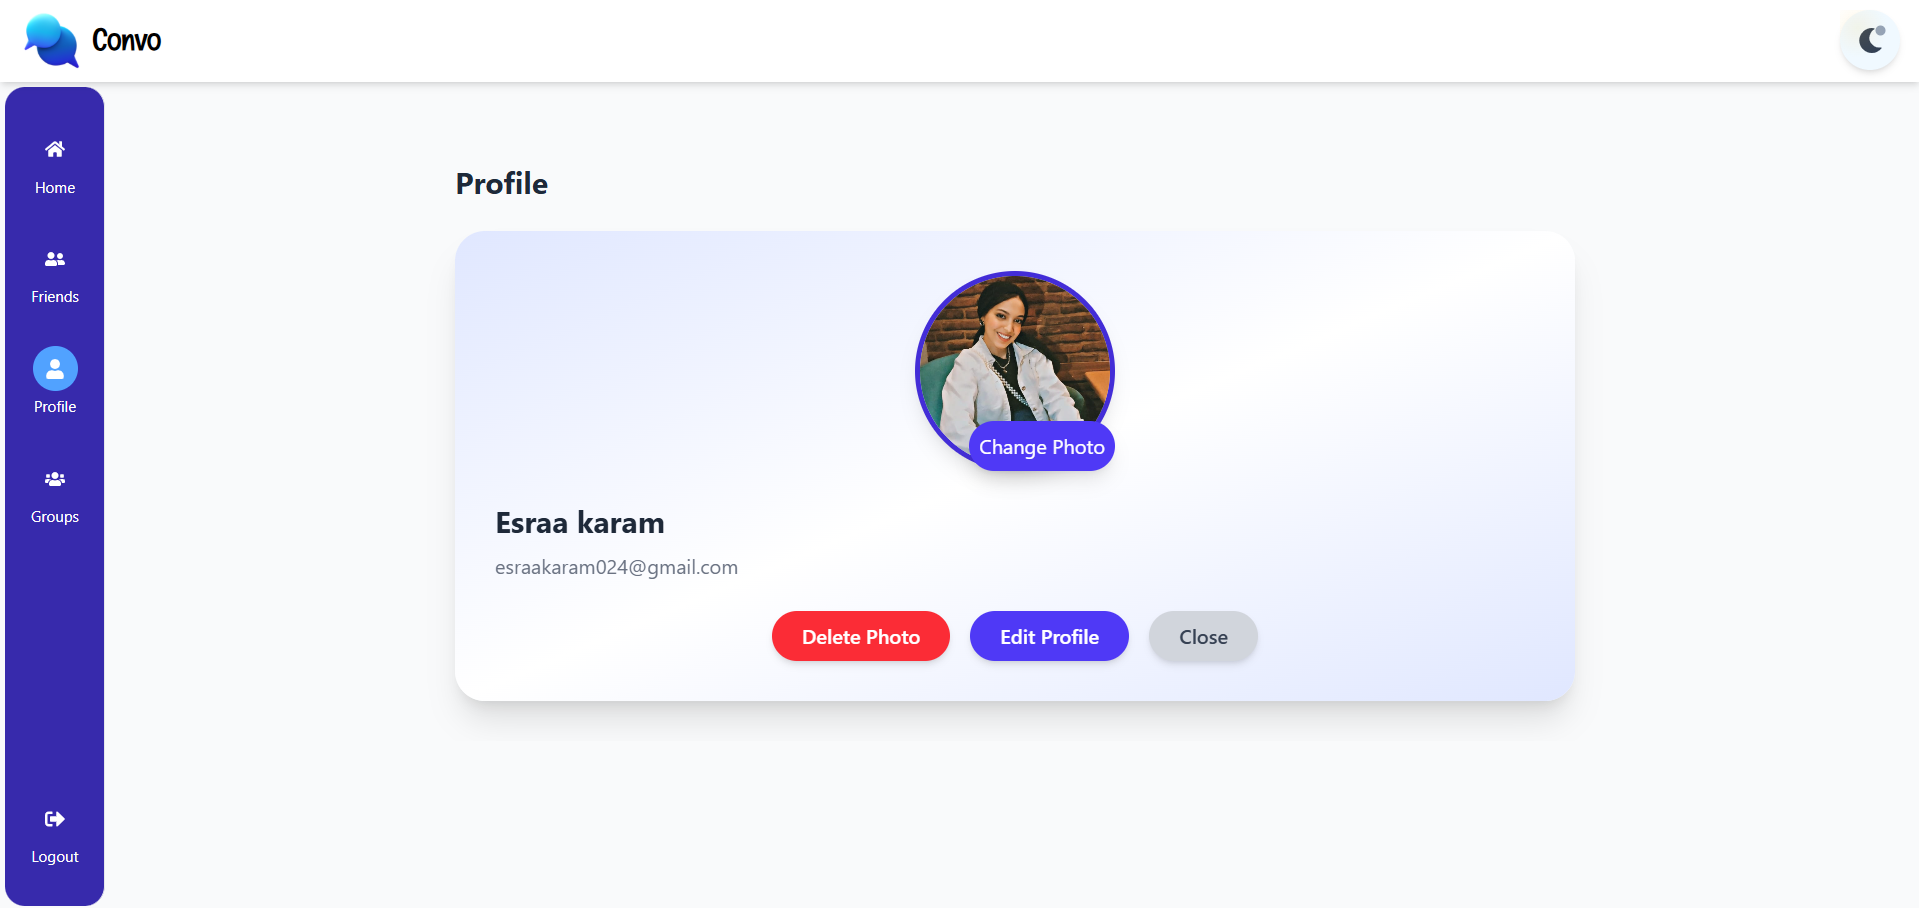 Convo
Home
Friends
Profile
Groups
Logout
Profile
Change Photo
Esraa karam
esraakaram024@gmail.com
Delete Photo
Edit Profile
Close